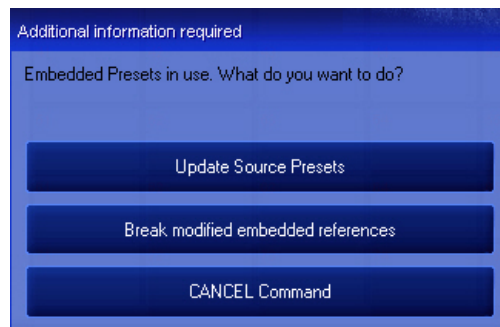 Additional information required
Embedded Presets in use. What do you want to do?
Update Source Presets
Break modified embedded references
CANCEL Command